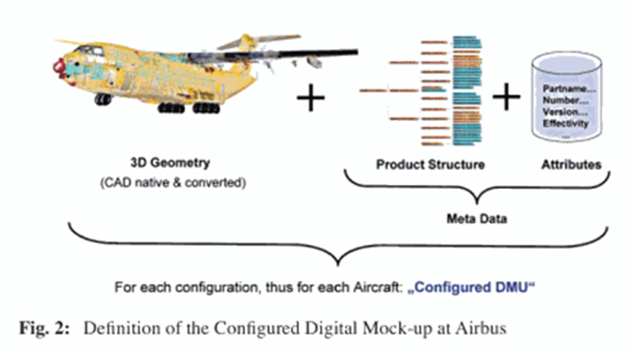 +
+
Partname...
Number...
Version...
Effectivity
...
3D Geometry
(CAD native & converted)
Product Structure
Attributes
Meta Data
For each configuration, thus for each Aircraft: „Configured DMU“
Fig. 2: Definition of the Configured Digital Mock-up at Airbus